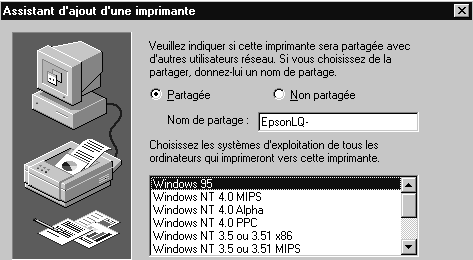 Assistant d'ajout d'une imprimante
Veuillez indiquer si cette imprimante sera partagée avec
d'autres utilisateurs réseau. Si vous choisissez de la
partager, donnez-lui un nom de partage.
Partagée
Non partagée
Nom de partage :
EpsonLQ-
Choisissez les systèmes d'exploitation de tous les
ordinateurs qui imprimeront vers cette imprimante.
Windows 95
Windows NT 4.0 MIPS
Windows NT 4.0 Alpha
Windows NT 4.0 PPC
Windows NT 3.5 ou 3.51 x86
Windows NT 3.5 ou 3.51 MIPS